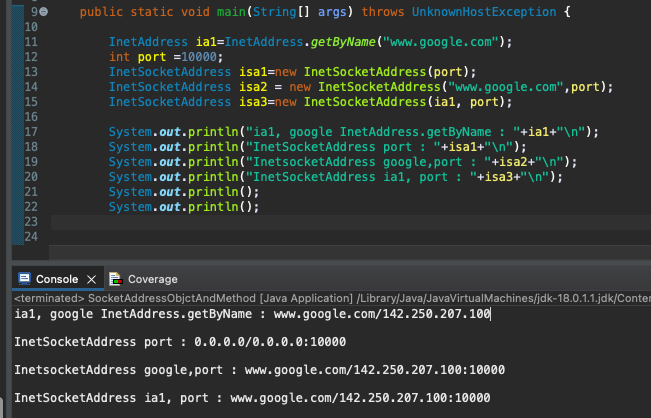 9 public static void main(String[] args) throws UnknownHostException {
10
11 InetAddress ia1=InetAddress.getByName("www.google.com");
12 int port =10000;
13 InetSocketAddress isa1=new InetSocketAddress(port);
14 InetSocketAddress isa2 = new InetSocketAddress("www.google.com",port);
15 InetSocketAddress isa3=new InetSocketAddress(ia1, port);
16
17 System.out.println("ia1, google InetAddress.getByName : "+ia1+"\n");
18 System.out.println("InetSocketAddress port : "+isa1+"\n");
19 System.out.println("InetsocketAddress google,port : "+isa2+"\n");
20 System.out.println("InetSocketAddress ia1, port : "+isa3+"\n");
21 System.out.println();
22 System.out.println();
23
24
Console Coverage
<terminated> SocketAddressObjctAndMethod [Java Application] /Library/Java/JavaVirtualMachines/jdk-18.0.1.1.jdk/Conter
ia1, google InetAddress.getByName : www.google.com/142.250.207.100
InetSocketAddress port : 0.0.0.0/0.0.0.0:10000
InetsocketAddress google,port : www.google.com/142.250.207.100:10000
InetSocketAddress ia1, port : www.google.com/142.250.207.100:10000